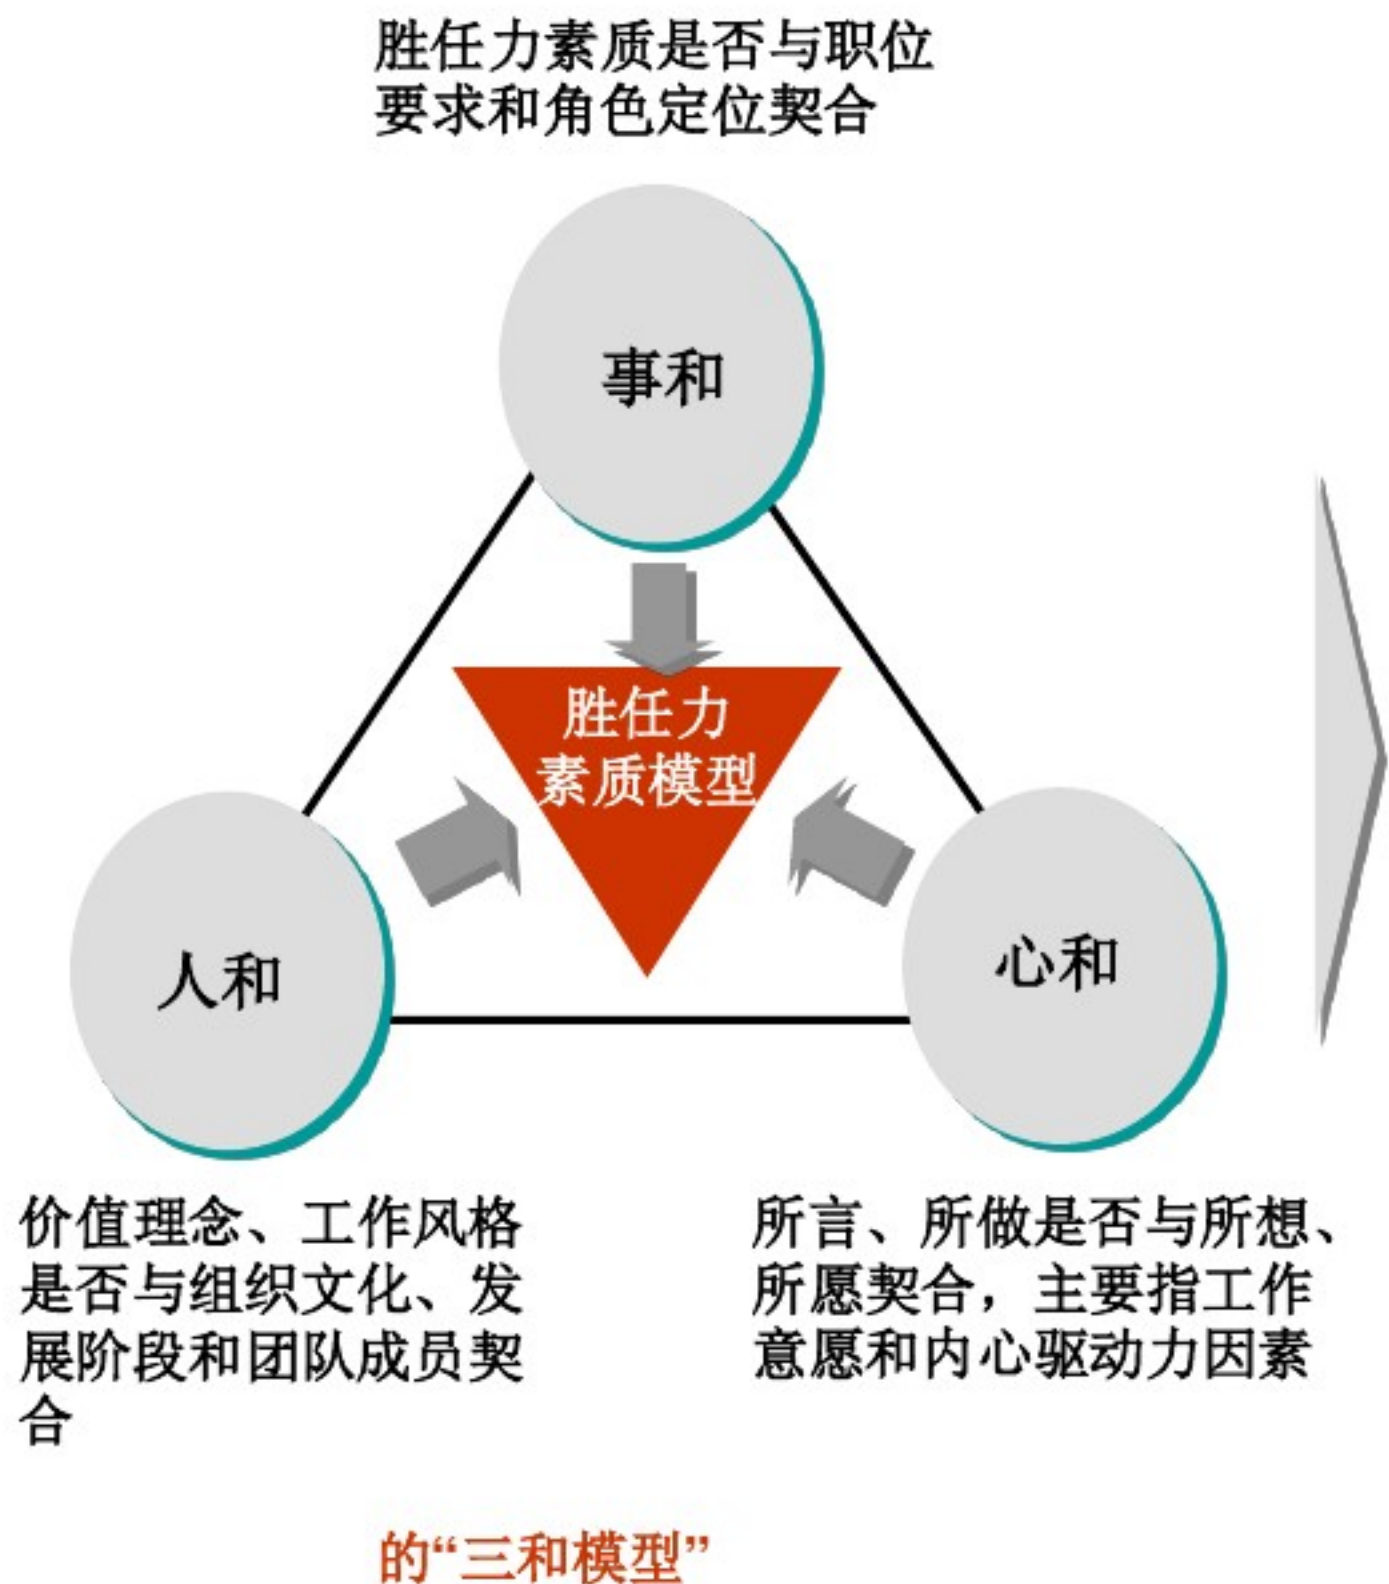 胜任力素质是否与职位
要求和角色定位契合
事和
胜任力
素质模型
人和
心和
价值理念、工作风格
是否与组织文化、发
展阶段和团队成员契
合
所言、所做是否与所想、
所愿契合，主要指工作
意愿和内心驱动力因素
的“三和模型”